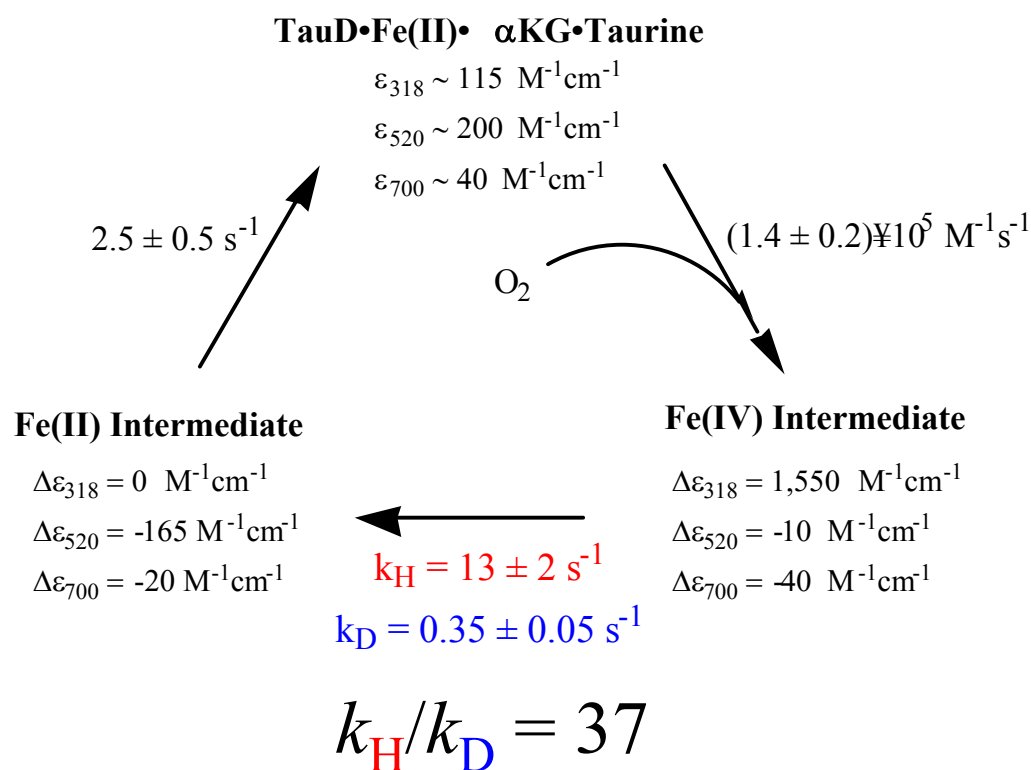 TauD•Fe(II)• αKG•Taurine
ε318 ~ 115 M-1cm-1
ε520 ~ 200 M-1cm-1
ε700 ~ 40 M-1cm-1
2.5 ± 0.5 s-1
(1.4 ± 0.2)¥10^5 M-1s-1
O2
Fe(II) Intermediate
Δε318 = 0 M-1cm-1
Δε520 = -165 M-1cm-1
Δε700 = -20 M-1cm-1
Fe(IV) Intermediate
Δε318 = 1,550 M-1cm-1
Δε520 = -10 M-1cm-1
Δε700 = -40 M-1cm-1
kH = 13 ± 2 s-1
kD = 0.35 ± 0.05 s-1
kH/kD = 37